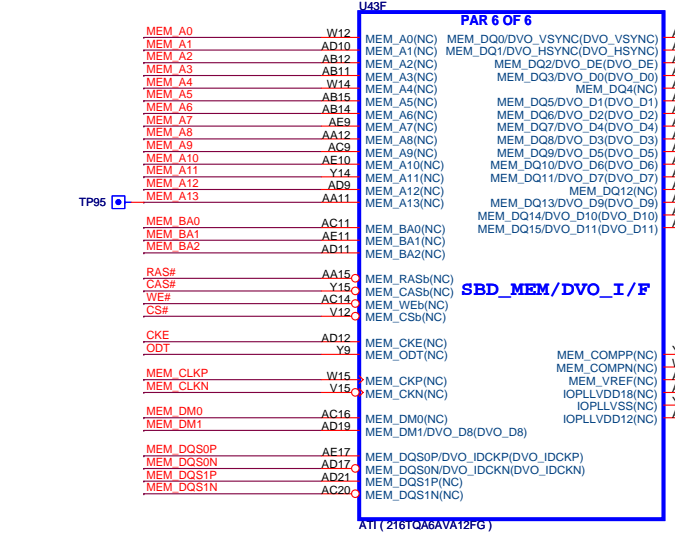 U43F
PAR 6 OF 6
MEM_A0 W12 MEM_A0(NC) MEM_DQ0/DVO_VSYNC(DVO_VSYNC)
MEM_A1 AD10 MEM_A1(NC) MEM_DQ1/DVO_HSYNC(DVO_HSYNC)
MEM_A2 AB12 MEM_A2(NC) MEM_DQ2/DVO_DE(DVO_DE)
MEM_A3 AB11 MEM_A3(NC) MEM_DQ3/DVO_D0(DVO_D0)
MEM_A4 W14 MEM_A4(NC) MEM_DQ4(NC)
MEM_A5 AB15 MEM_A5(NC) MEM_DQ5/DVO_D1(DVO_D1)
MEM_A6 AB14 MEM_A6(NC) MEM_DQ6/DVO_D2(DVO_D2)
MEM_A7 AE9 MEM_A7(NC) MEM_DQ7/DVO_D4(DVO_D4)
MEM_A8 AA12 MEM_A8(NC) MEM_DQ8/DVO_D3(DVO_D3)
MEM_A9 AC9 MEM_A9(NC) MEM_DQ9/DVO_D5(DVO_D5)
MEM_A10 AE10 MEM_A10(NC) MEM_DQ10/DVO_D6(DVO_D6)
MEM_A11 Y14 MEM_A11(NC) MEM_DQ11/DVO_D7(DVO_D7)
MEM_A12 AD9 MEM_A12(NC) MEM_DQ12(NC)
TP95 MEM_A13 AA11 MEM_A13(NC) MEM_DQ13/DVO_D9(DVO_D9)
MEM_DQ14/DVO_D10(DVO_D10)
MEM_BA0 AC11 MEM_BA0(NC) MEM_DQ15/DVO_D11(DVO_D11)
MEM_BA1 AE11 MEM_BA1(NC)
MEM_BA2 AD11 MEM_BA2(NC)
RAS# AA15 MEM_RASb(NC)
CAS# Y15 MEM_CASb(NC) SBD_MEM/DVO_I/F
WE# AC14 MEM_WEb(NC)
CS# V12 MEM_CSb(NC)
CKE AD12 MEM_CKE(NC)
ODT Y9 MEM_ODT(NC) MEM_COMPP(NC)
MEM_COMPN(NC)
MEM_CLKP W15 MEM_CKP(NC) MEM_VREF(NC)
MEM_CLKN V15 MEM_CKN(NC) IOPLLVDD18(NC)
IOPLLVSS(NC)
MEM_DM0 AC16 MEM_DM0(NC) IOPLLVDD12(NC)
MEM_DM1 AD19 MEM_DM1/DVO_D8(DVO_D8)
MEM_DQS0P AE17 MEM_DQS0P/DVO_IDCKP(DVO_IDCKP)
MEM_DQS0N AD17 MEM_DQS0N/DVO_IDCKN(DVO_IDCKN)
MEM_DQS1P AD21 MEM_DQS1P(NC)
MEM_DQS1N AC20 MEM_DQS1N(NC)
ATI ( 216TQA6AVA12FG )